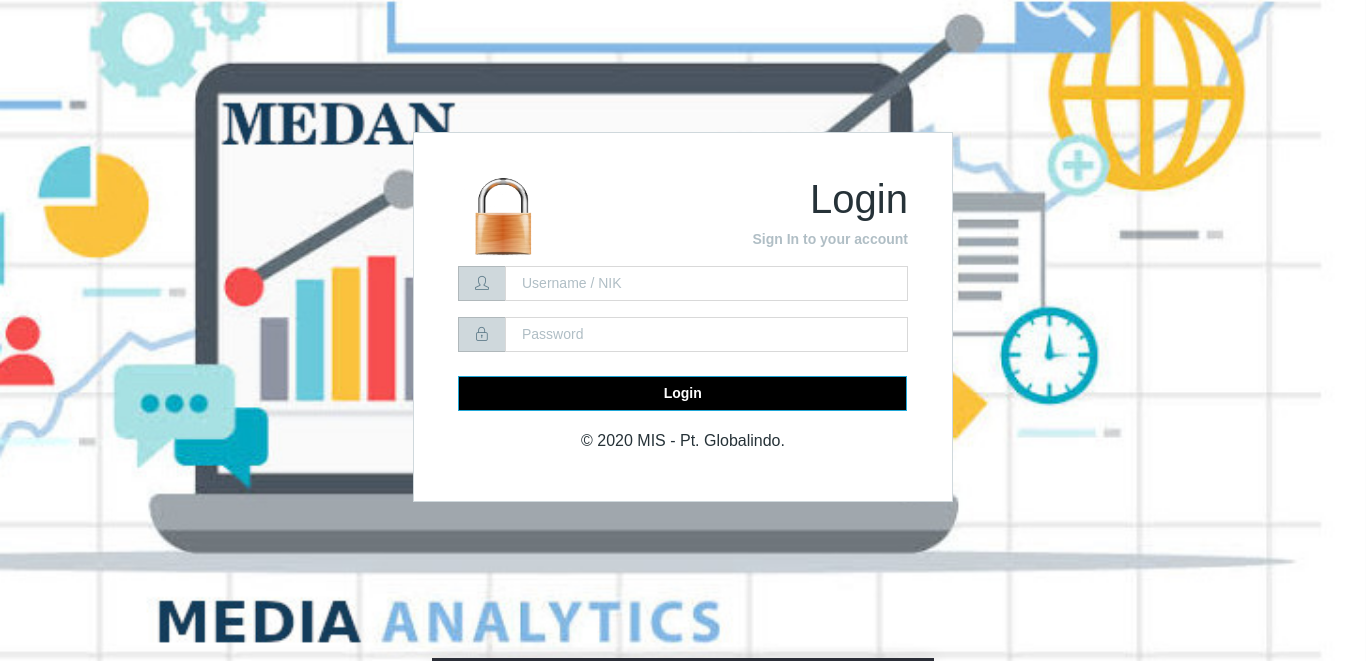 MEDAN
Login
Sign In to your account
Username / NIK
Password
Login
© 2020 MIS - Pt. Globalindo.
MEDIA ANALYTICS